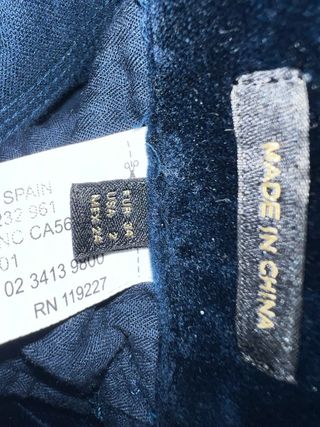 SPAIN
232 961
NC CA56
01
02 3413 9800
RN 119227
EUR 34
USA 2
MEX 24
MADE IN CHINA